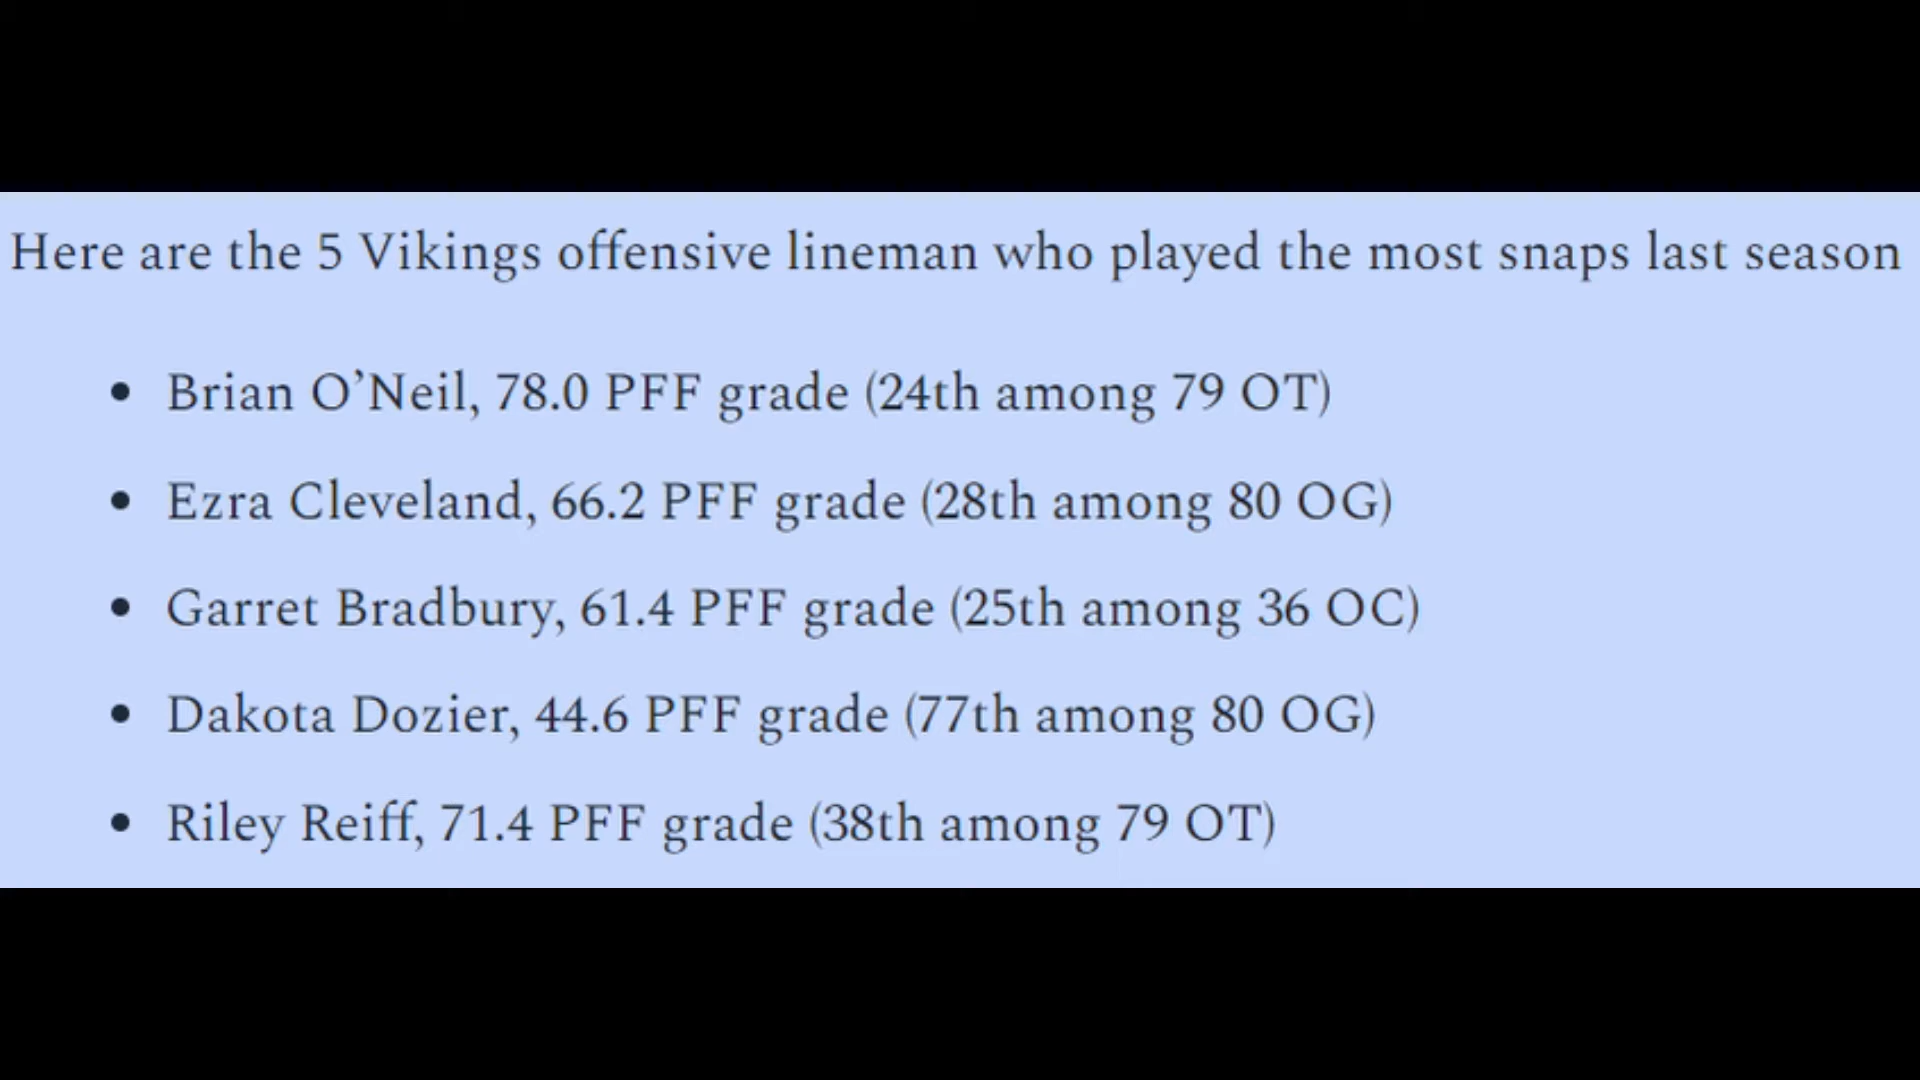 Here are the 5 Vikings offensive lineman who played the most snaps last season
• Brian O’Neil, 78.0 PFF grade (24th among 79 OT)
• Ezra Cleveland, 66.2 PFF grade (28th among 80 OG)
• Garret Bradbury, 61.4 PFF grade (25th among 36 OC)
• Dakota Dozier, 44.6 PFF grade (77th among 80 OG)
• Riley Reiff, 71.4 PFF grade (38th among 79 OT)